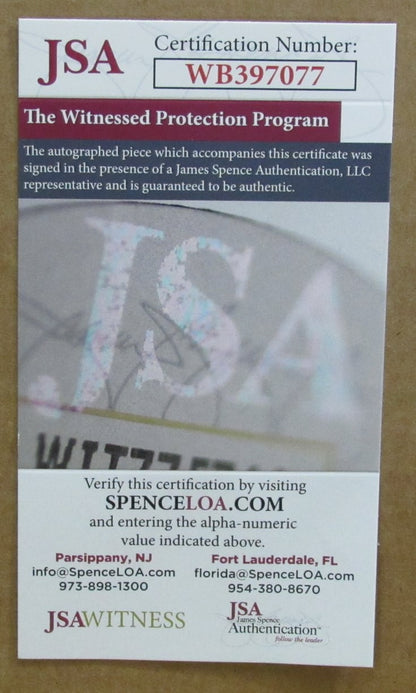 JSA
Certification Number:
WB397077
The Witnessed Protection Program
The autographed piece which accompanies this certificate was
signed in the presence of a James Spence Authentication, LLC
representative and is guaranteed to be authentic.
JSA
Verify this certification by visiting
SPENCELOA.COM
and entering the alpha-numeric
value indicated above.
Parsippany, NJ
info@SpenceLOA.com
973-898-1300
Fort Lauderdale, FL
florida@SpenceLOA.com
954-380-8670
JSAWITNESS
JSA
James Spence
Authentication
follow the leader